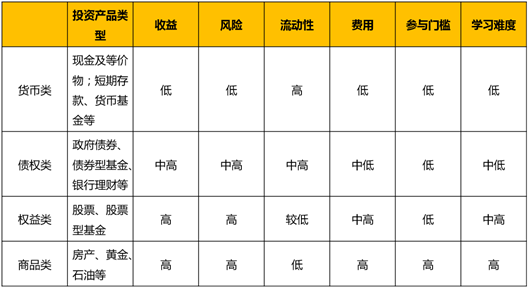 投资产品类型 收益 风险 流动性 费用 参与门槛 学习难度
货币类 现金及等价物；短期存款、货币基金等 低 低 高 低 低 低
债权类 政府债券、债券型基金、银行理财等 中高 中高 中高 中低 低 中低
权益类 股票、股票型基金 高 高 较低 中高 低 中高
商品类 房产、黄金、石油等 高 高 低 高 高 高